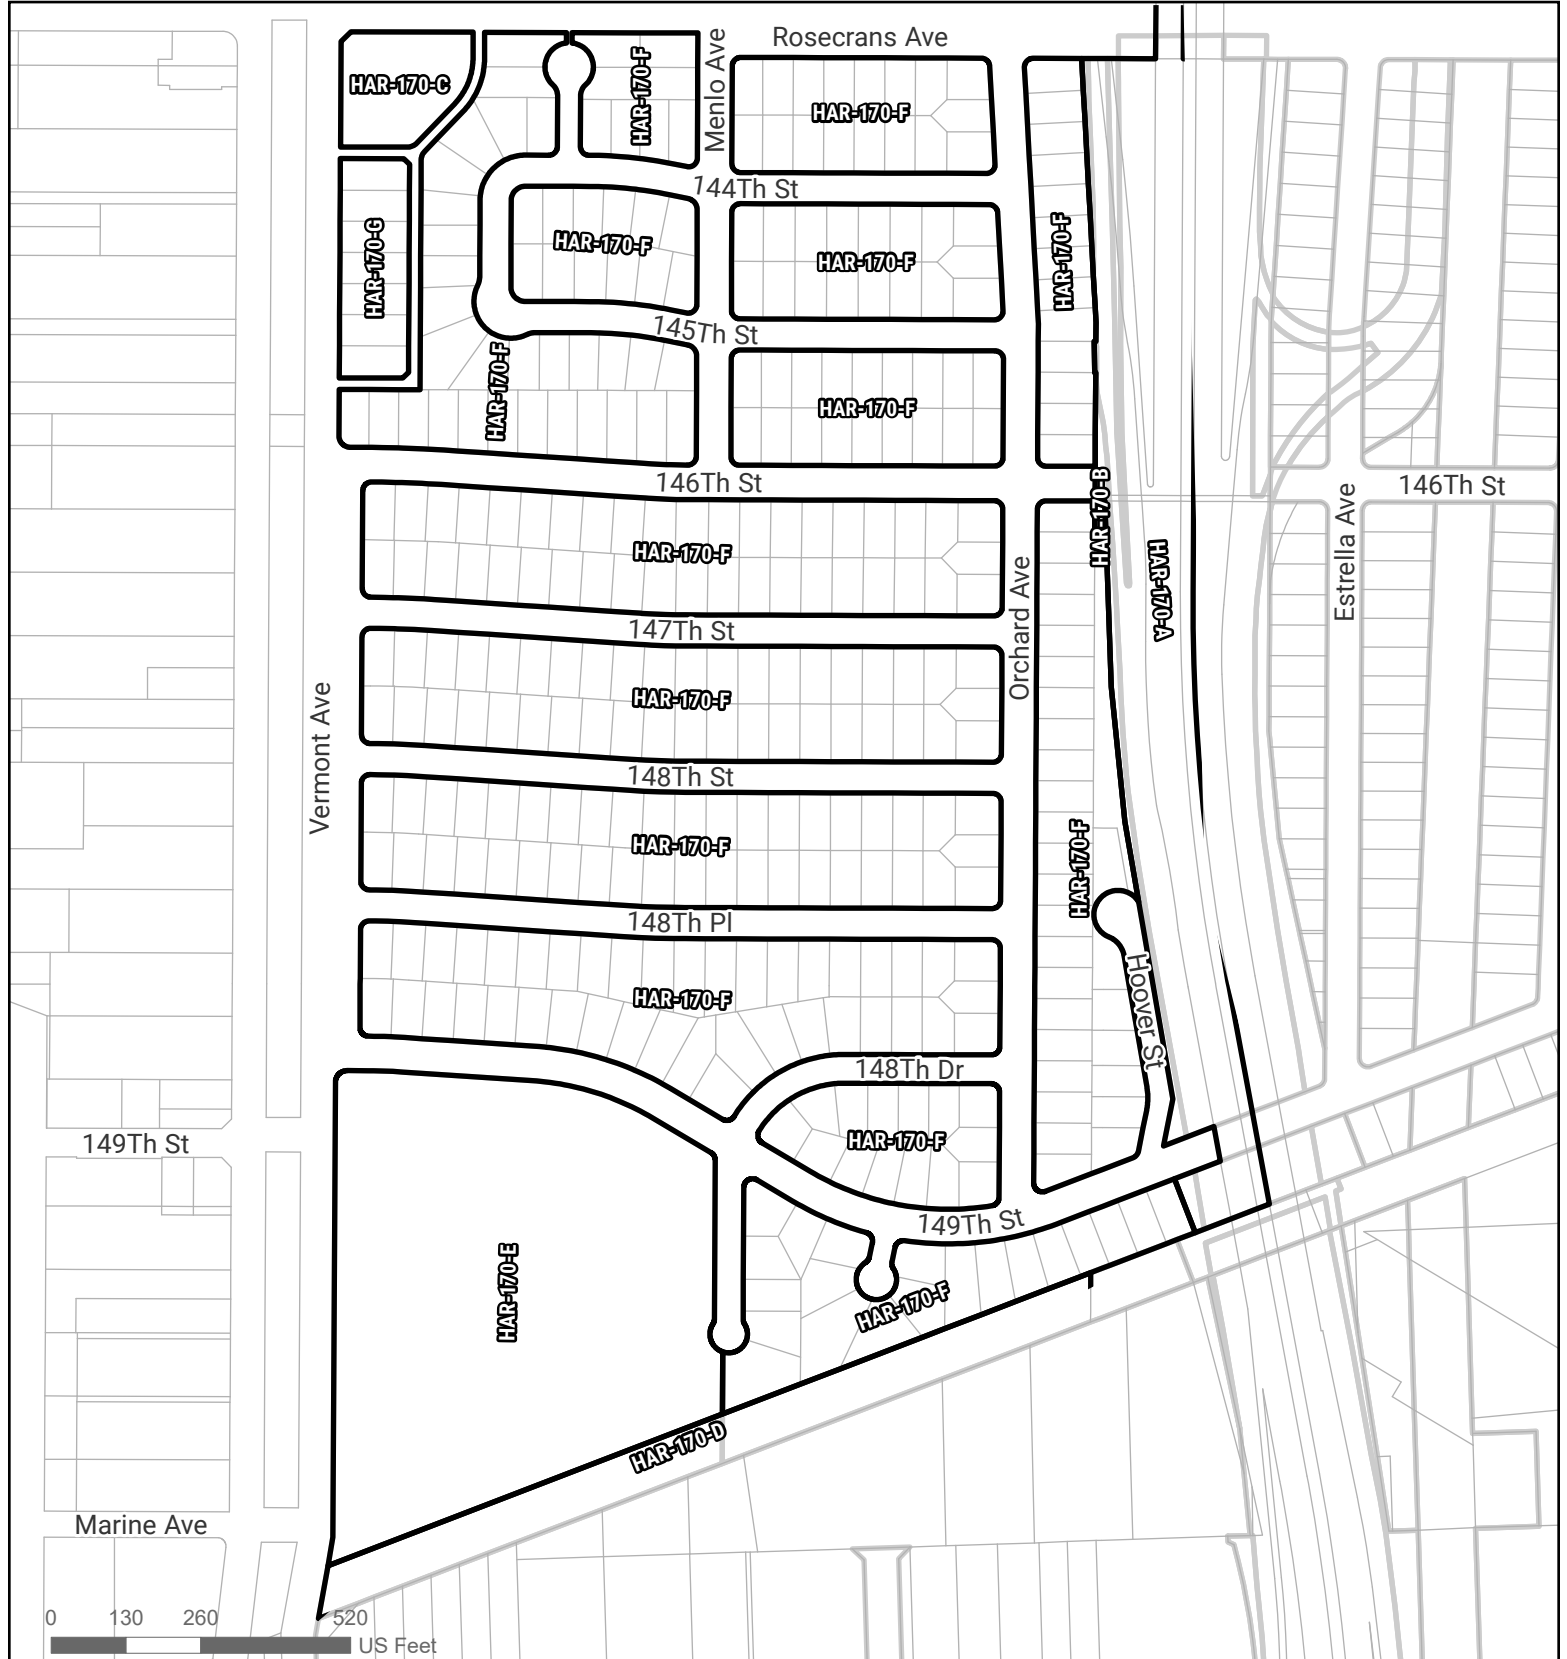 Rosecrans Ave
HAR-170-C
HAR-170-F
Menlo Ave
HAR-170-F
144Th St
HAR-170-G
HAR-170-F
HAR-170-F
HAR-170-F
145Th St
HAR-170-F
HAR-170-F
146Th St
146Th St
HAR-170-B
Estrella Ave
HAR-170-F
HAR-170-A
Orchard Ave
147Th St
HAR-170-F
Vermont Ave
148Th St
HAR-170-F
HAR-170-F
148Th Pl
HAR-170-F
Hoover St
148Th Dr
149Th St
HAR-170-F
149Th St
HAR-170-E
HAR-170-F
HAR-170-D
Marine Ave
0 130 260 520
US Feet